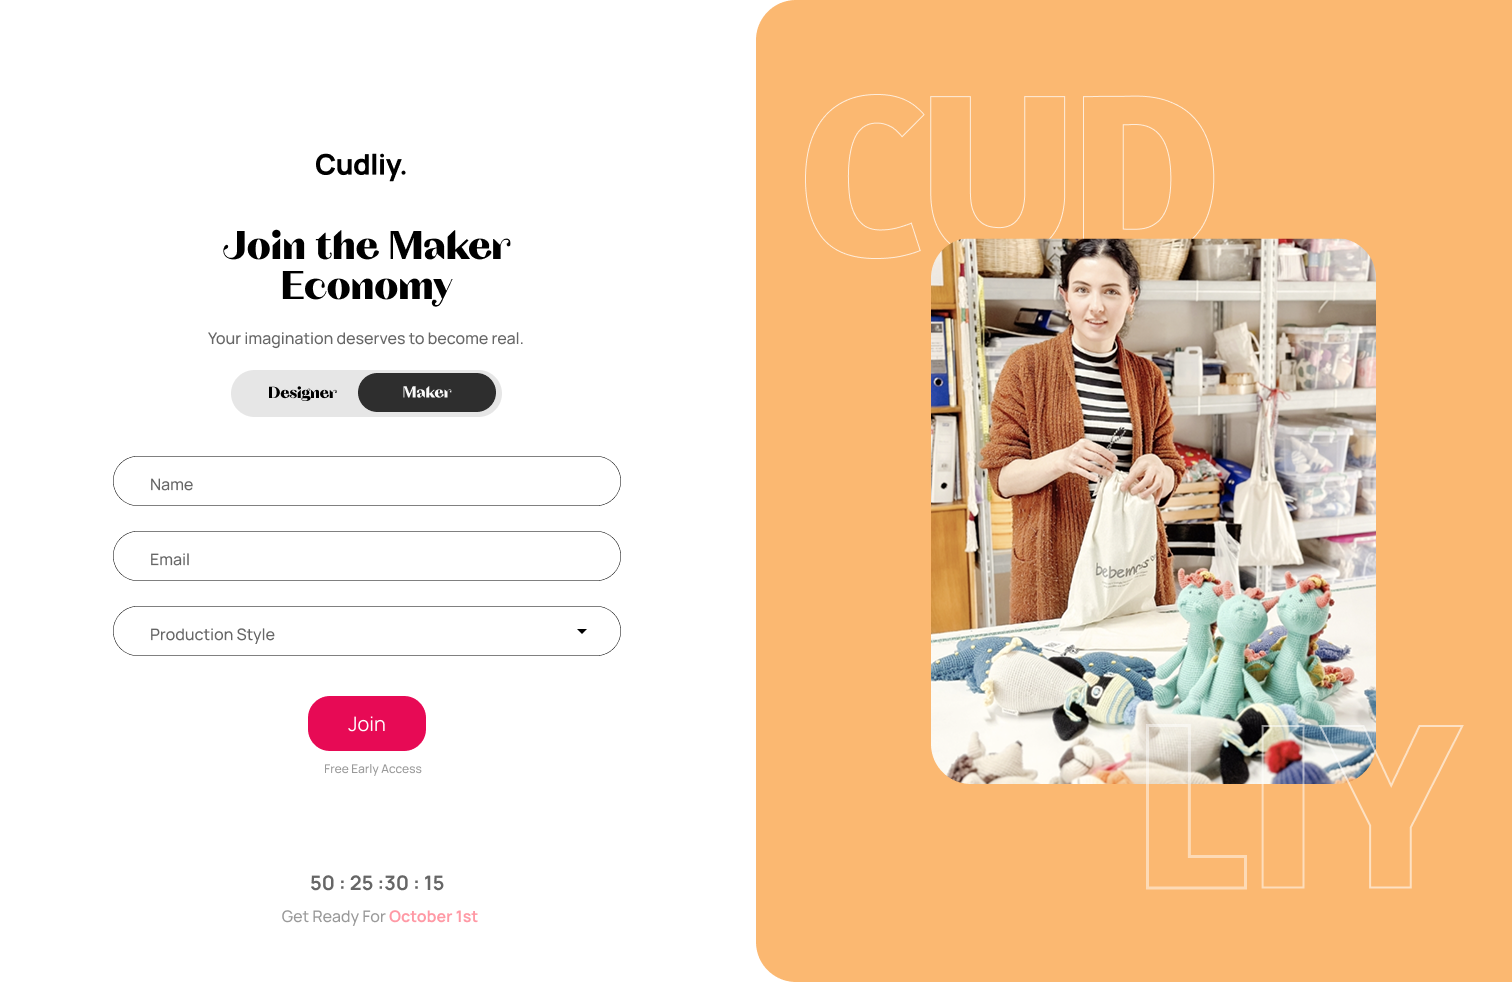 Cudliy.
Join the Maker
Economy
Your imagination deserves to become real.
Designer
Maker
Name
Email
Production Style
Join
Free Early Access
50 : 25 :30 : 15
Get Ready For October 1st
CUD
LIY